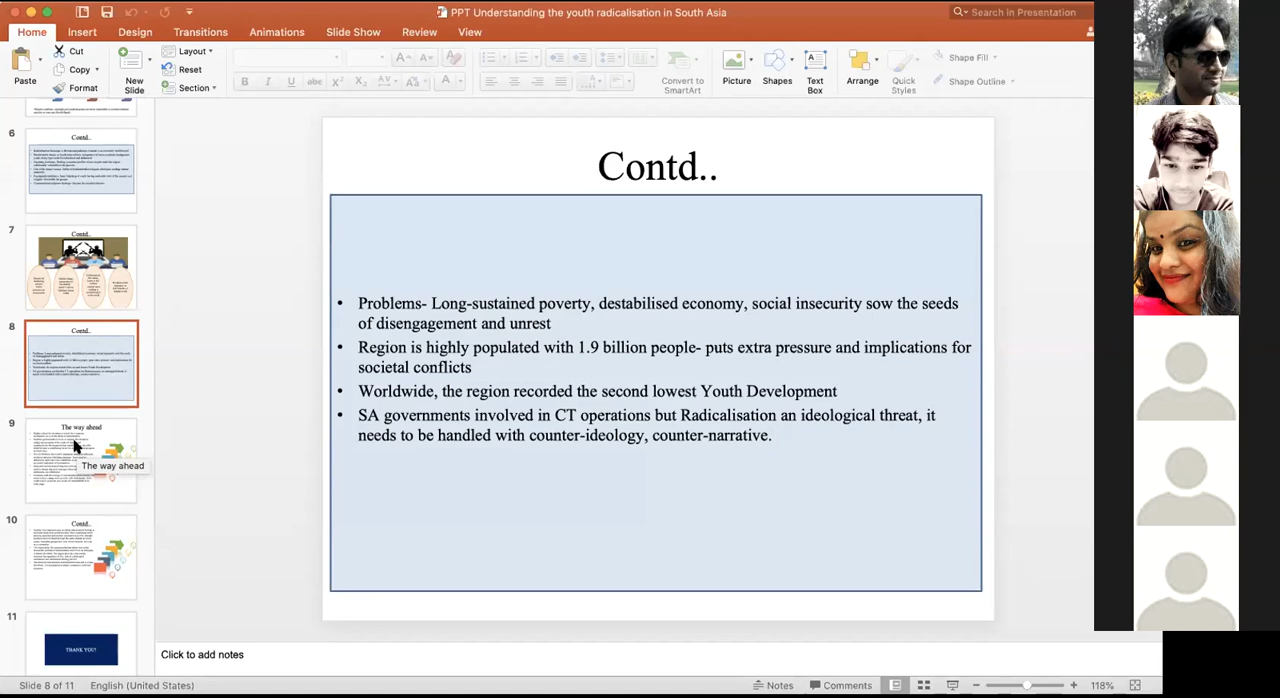 PPT Understanding the youth radicalisation in South Asia
Search in Presentation
Home Insert Design Transitions Animations Slide Show Review View
Paste
Cut
Copy
Format
New Slide
Layout
Reset
Section
Convert to SmartArt
Picture
Shapes
Text Box
Arrange
Quick Styles
Shape Fill
Shape Outline
6
Contd..
7
Contd..
8
Contd..
9
The way ahead
The way ahead
10
Contd..
11
THANK YOU!
Contd..
• Problems- Long-sustained poverty, destabilised economy, social insecurity sow the seeds
of disengagement and unrest
• Region is highly populated with 1.9 billion people- puts extra pressure and implications for
societal conflicts
• Worldwide, the region recorded the second lowest Youth Development
• SA governments involved in CT operations but Radicalisation an ideological threat, it
needs to be handled with counter-ideology, counter-narrative.
Click to add notes
Slide 8 of 11 English (United States) Notes Comments 118%